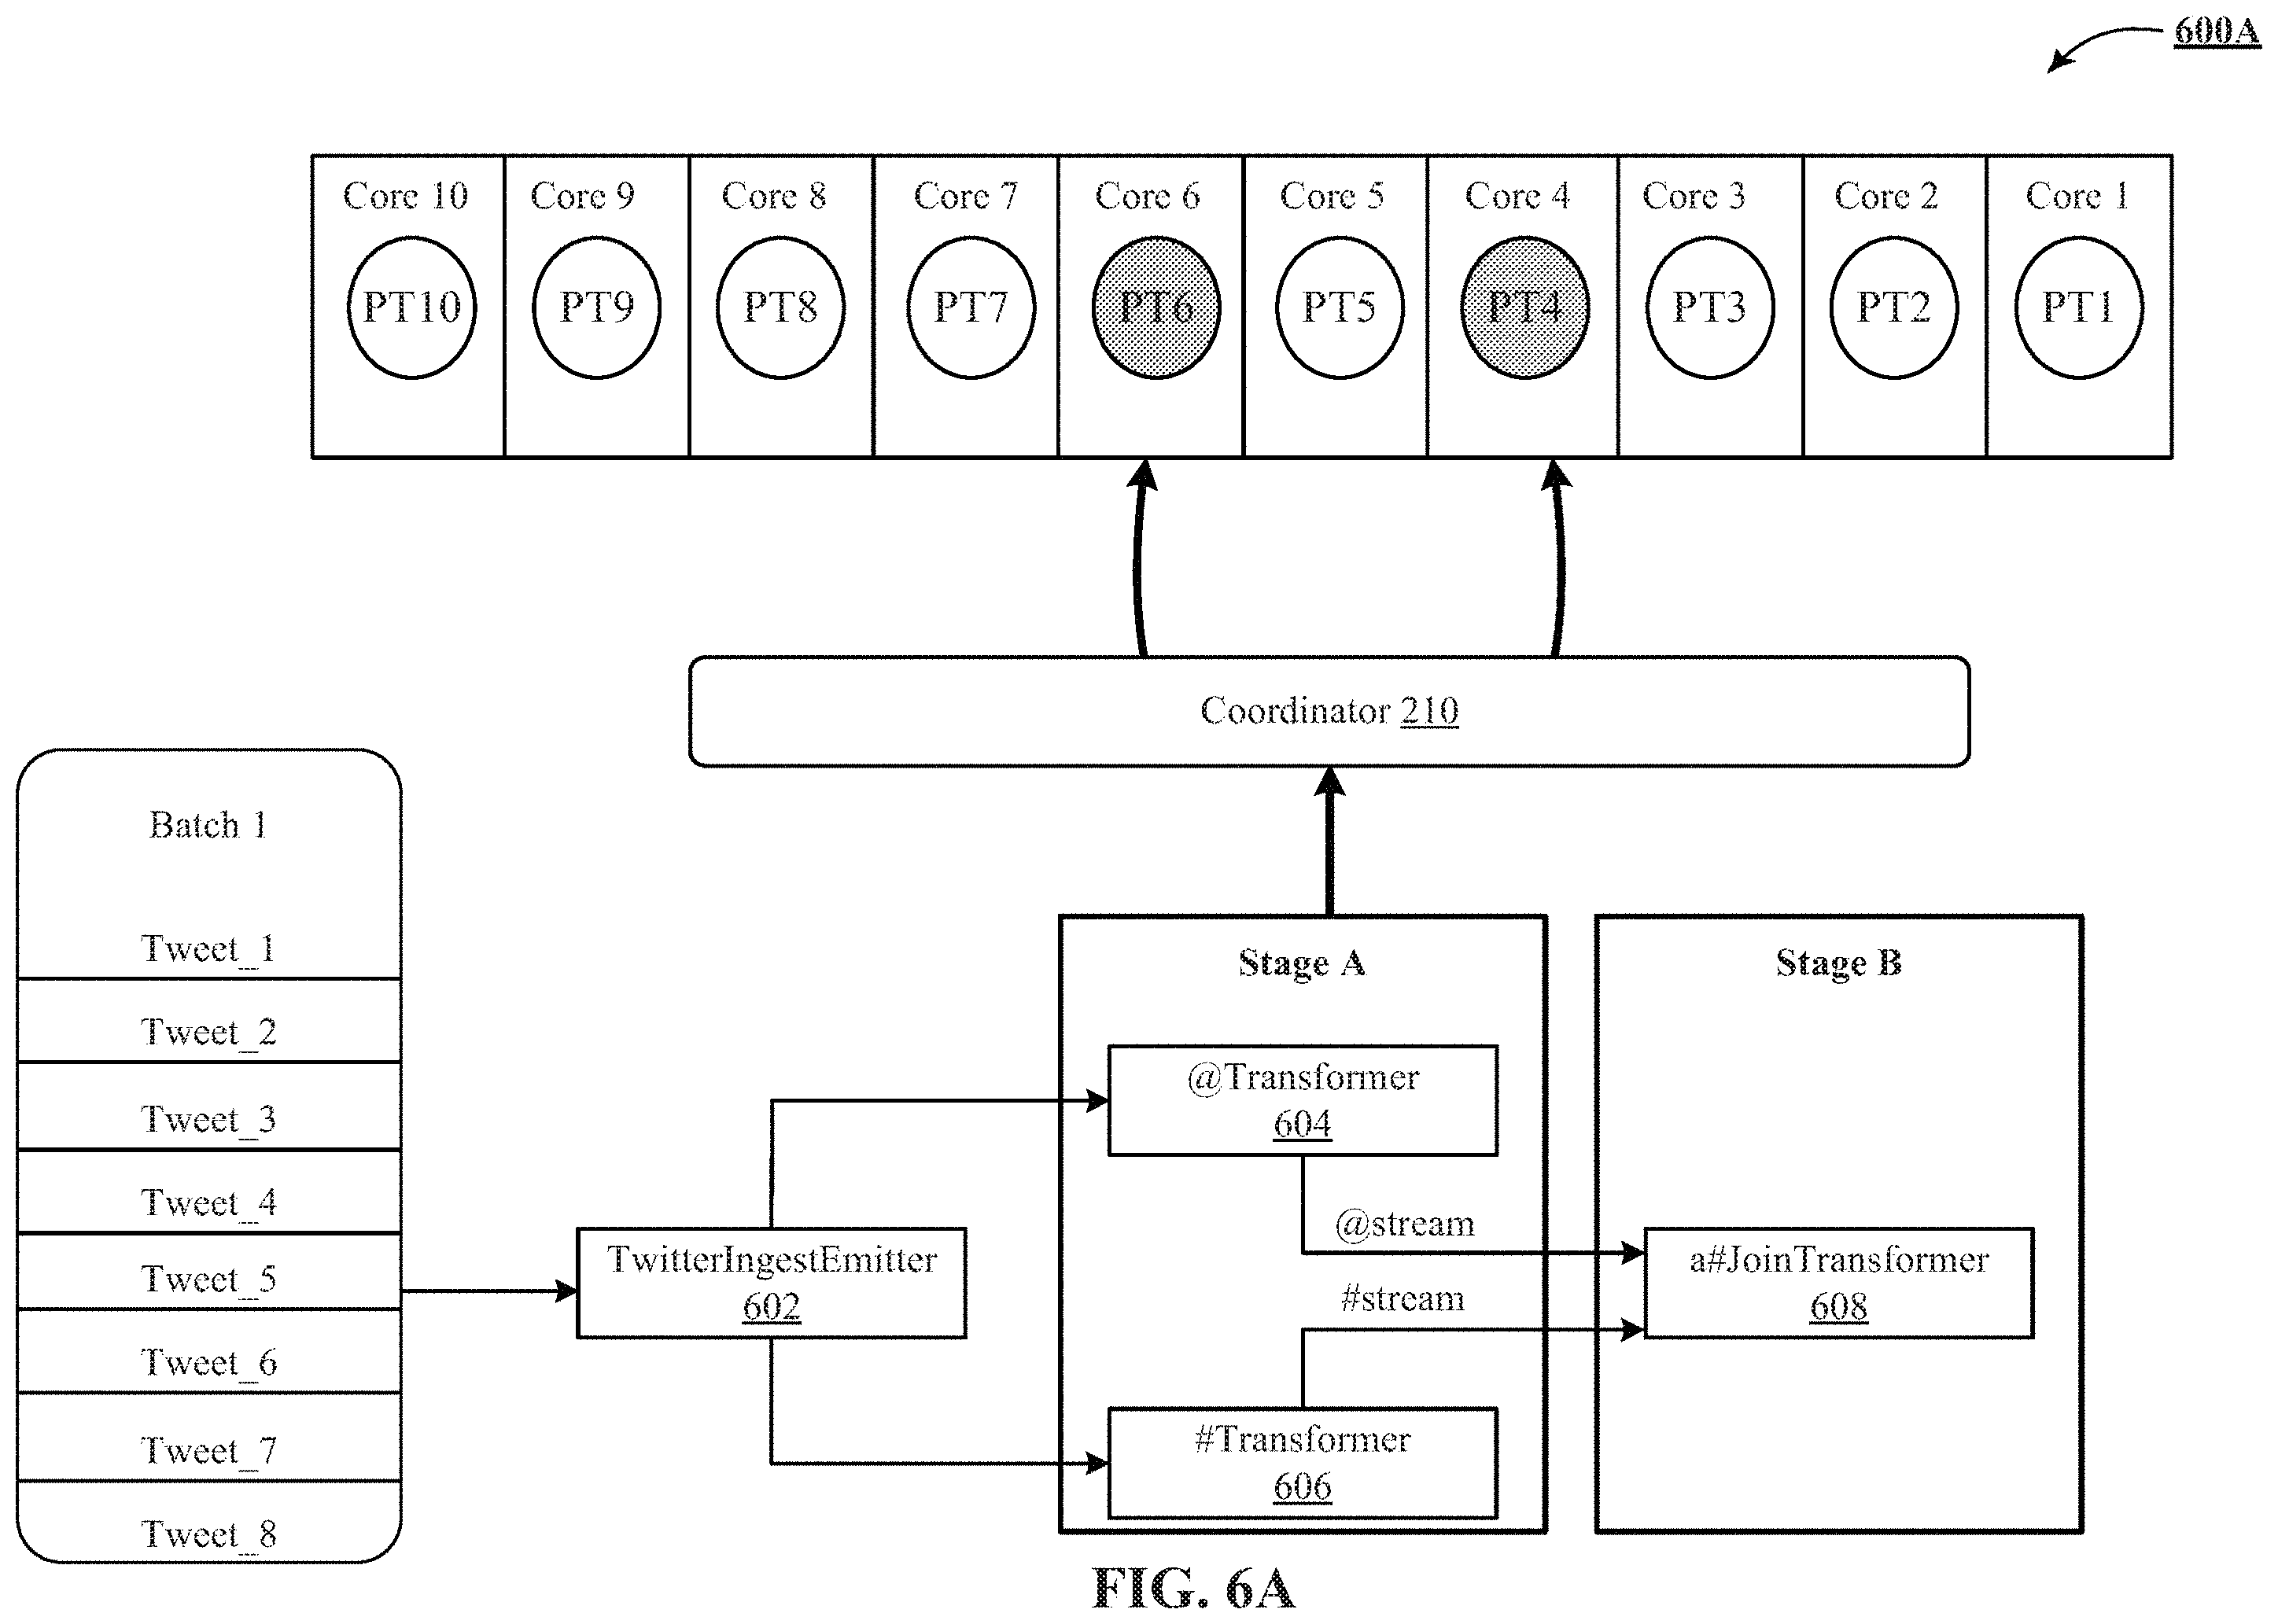 600A
Core 10 Core 9 Core 8 Core 7 Core 6 Core 5 Core 4 Core 3 Core 2 Core 1
PT10 PT9 PT8 PT7 PT6 PT5 PT4 PT3 PT2 PT1
Coordinator 210
Batch 1
Tweet_1
Tweet_2
Tweet_3
Tweet_4
Tweet_5
Tweet_6
Tweet_7
Tweet_8
TwitterIngestEmitter
602
Stage A
@Transformer
604
@stream
#stream
#Transformer
606
Stage B
a#JoinTransformer
608
FIG. 6A